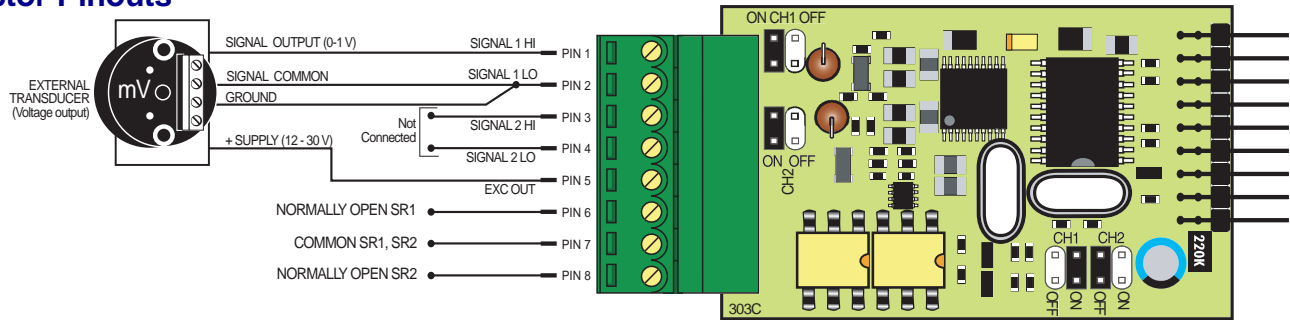 Pinouts
ON CH1 OFF
SIGNAL OUTPUT (0-1 V)
SIGNAL 1 HI
PIN 1
SIGNAL COMMON
SIGNAL 1 LO
PIN 2
EXTERNAL
TRANSDUCER
(Voltage output)
mV
GROUND
Not
Connected
SIGNAL 2 HI
PIN 3
SIGNAL 2 LO
PIN 4
ON OFF
CH2
+ SUPPLY (12 - 30 V)
EXC OUT
PIN 5
NORMALLY OPEN SR1
PIN 6
COMMON SR1, SR2
PIN 7
NORMALLY OPEN SR2
PIN 8
303C
CH1
CH2
OFF
ON
OFF
ON
220K